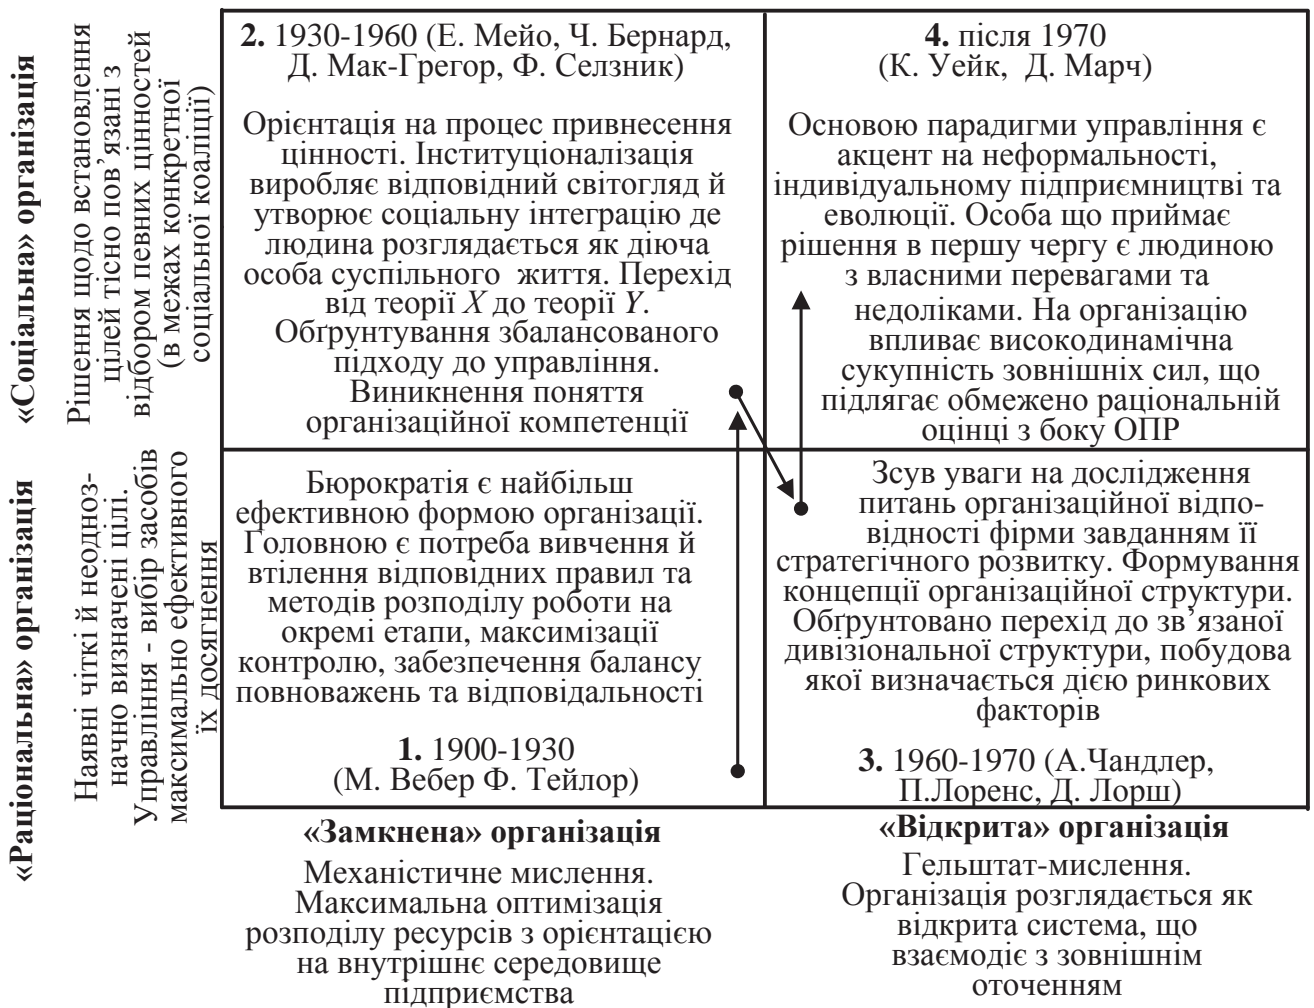 «Соціальна» організація
Рішення щодо встановлення
цілей тісно пов’язані з
відбором певних цінностей
(в межах конкретної
соціальної коаліції)
2. 1930-1960 (Е. Мейо, Ч. Бернард,
Д. Мак-Грегор, Ф. Селзник)
Орієнтація на процес привнесення
цінності. Інституціоналізація
виробляє відповідний світогляд й
утворює соціальну інтеграцію де
людина розглядається як діюча
особа суспільного життя. Перехід
від теорії X до теорії Y.
Обґрунтування збалансованого
підходу до управління.
Виникнення поняття
організаційної компетенції
4. після 1970
(К. Уейк, Д. Марч)
Основою парадигми управління є
акцент на неформальності,
індивідуальному підприємництві та
еволюції. Особа що приймає
рішення в першу чергу є людиною
з власними перевагами та
недоліками. На організацію
впливає високодинамічна
сукупність зовнішніх сил, що
підлягає обмежено раціональній
оцінці з боку ОПР
«Раціональна» організація
Наявні чіткі й неодноз-
начно визначені цілі.
Управління - вибір засобів
максимально ефективного
їх досягнення
Бюрократія є найбільш
ефективною формою організації.
Головною є потреба вивчення й
втілення відповідних правил та
методів розподілу роботи на
окремі етапи, максимізації
контролю, забезпечення балансу
повноважень та відповідальності
1. 1900-1930
(М. Вебер Ф. Тейлор)
Зсув уваги на дослідження
питань організаційної відпо-
відності фірми завданням її
стратегічного розвитку. Формування
концепції організаційної структури.
Обґрунтовано перехід до зв’язаної
дивізіональної структури, побудова
якої визначається дією ринкових
факторів
3. 1960-1970 (А.Чандлер,
П.Лоренс, Д. Лорш)
«Замкнена» організація
Механістичне мислення.
Максимальна оптимізація
розподілу ресурсів з орієнтацією
на внутрішнє середовище
підприємства
«Відкрита» організація
Гельштат-мислення.
Організація розглядається як
відкрита система, що
взаємодіє з зовнішнім
оточенням